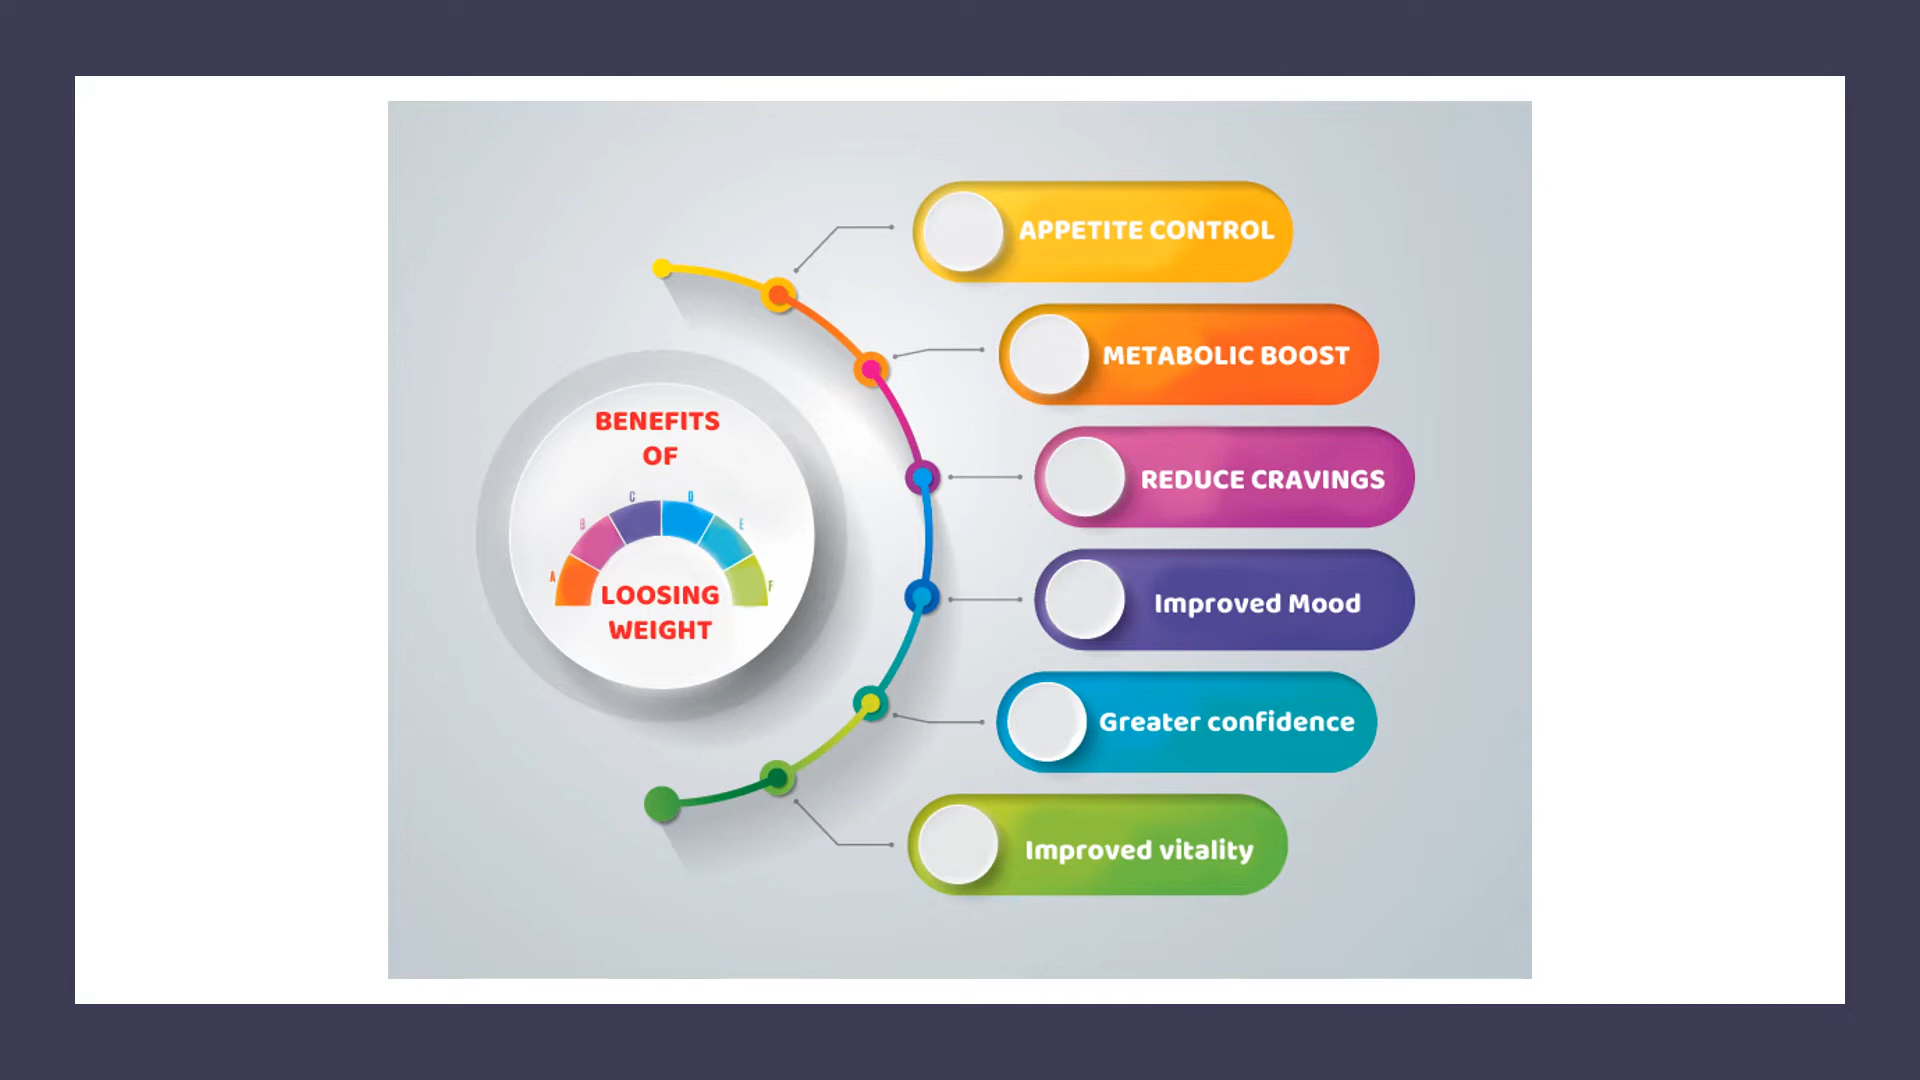 BENEFITS
OF
A
B
C
D
E
F
LOOSING
WEIGHT
APPETITE CONTROL
METABOLIC BOOST
REDUCE CRAVINGS
Improved Mood
Greater confidence
Improved vitality